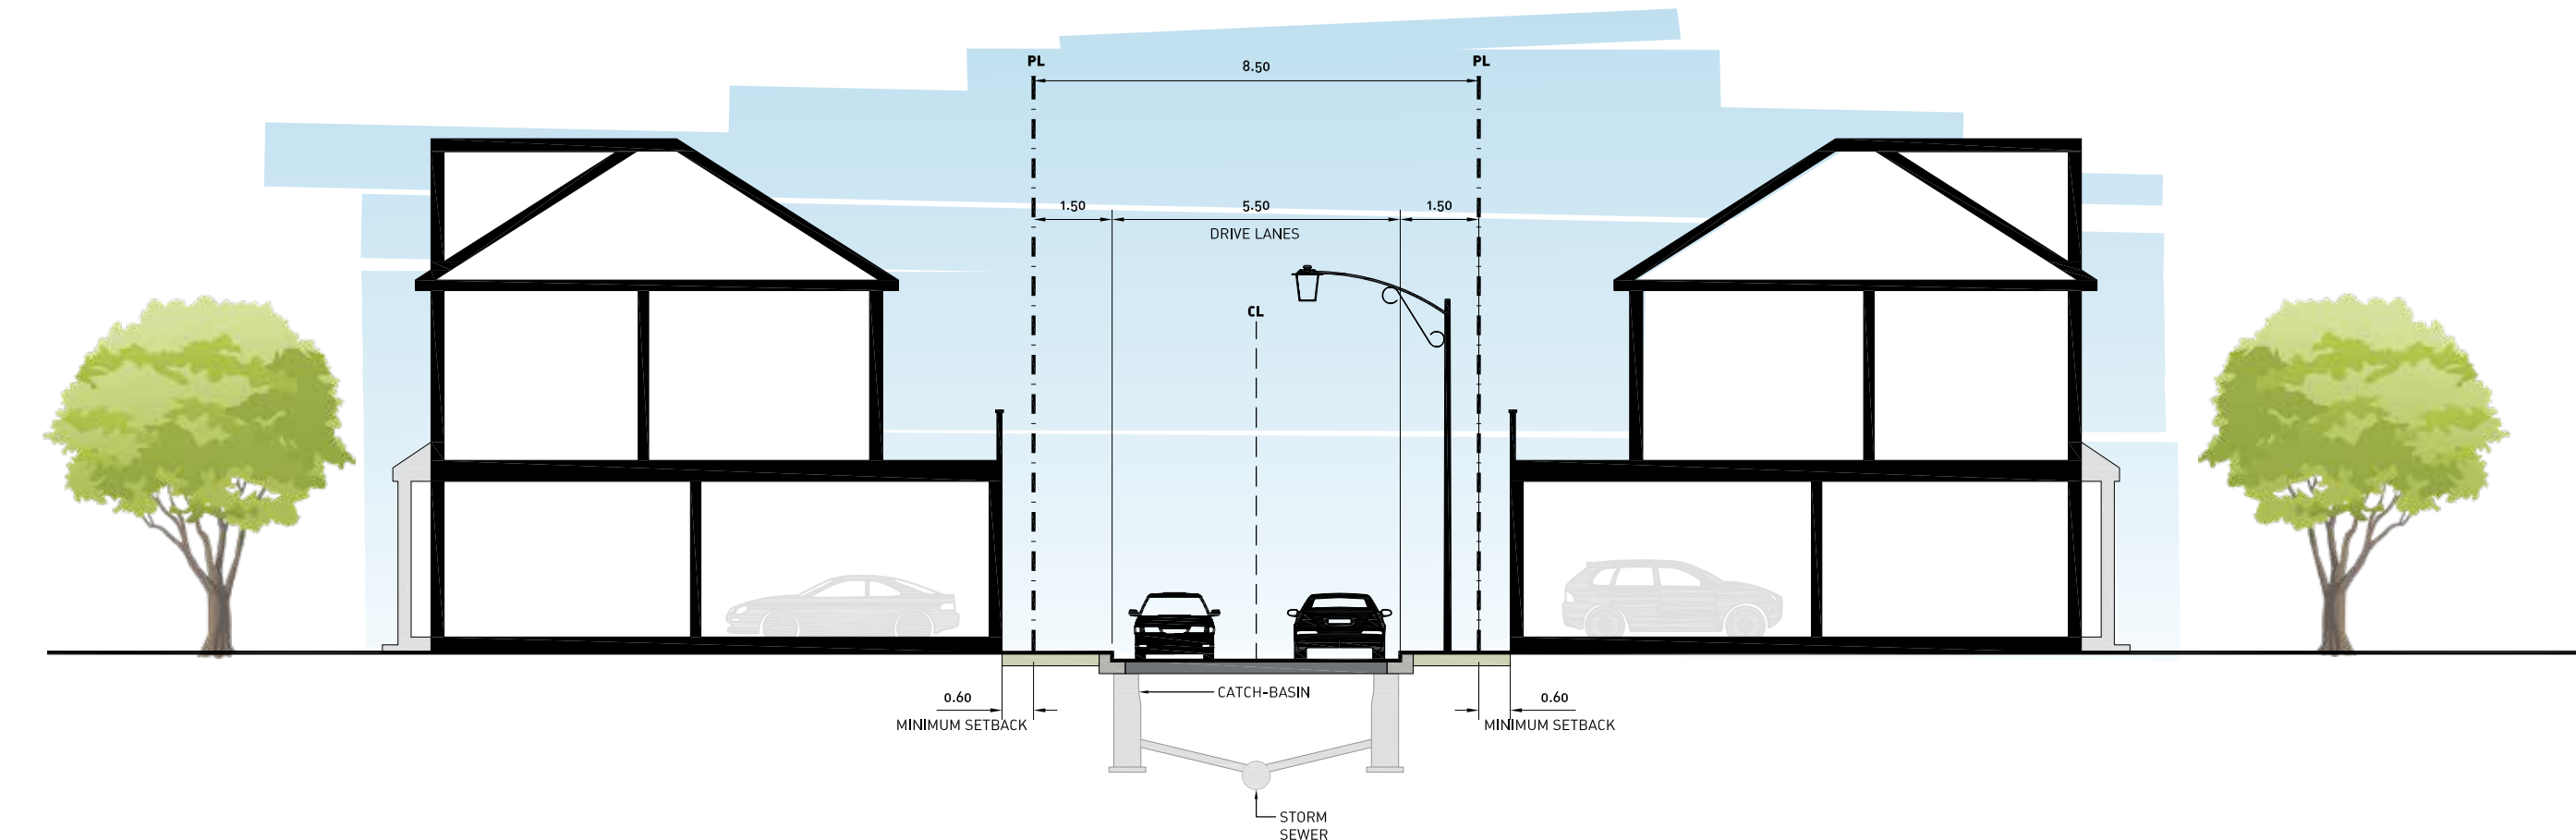 PL
8.50
PL
1.50
5.50
1.50
DRIVE LANES
CL
CATCH-BASIN
0.60
MINIMUM SETBACK
0.60
MINIMUM SETBACK
STORM
SEWER